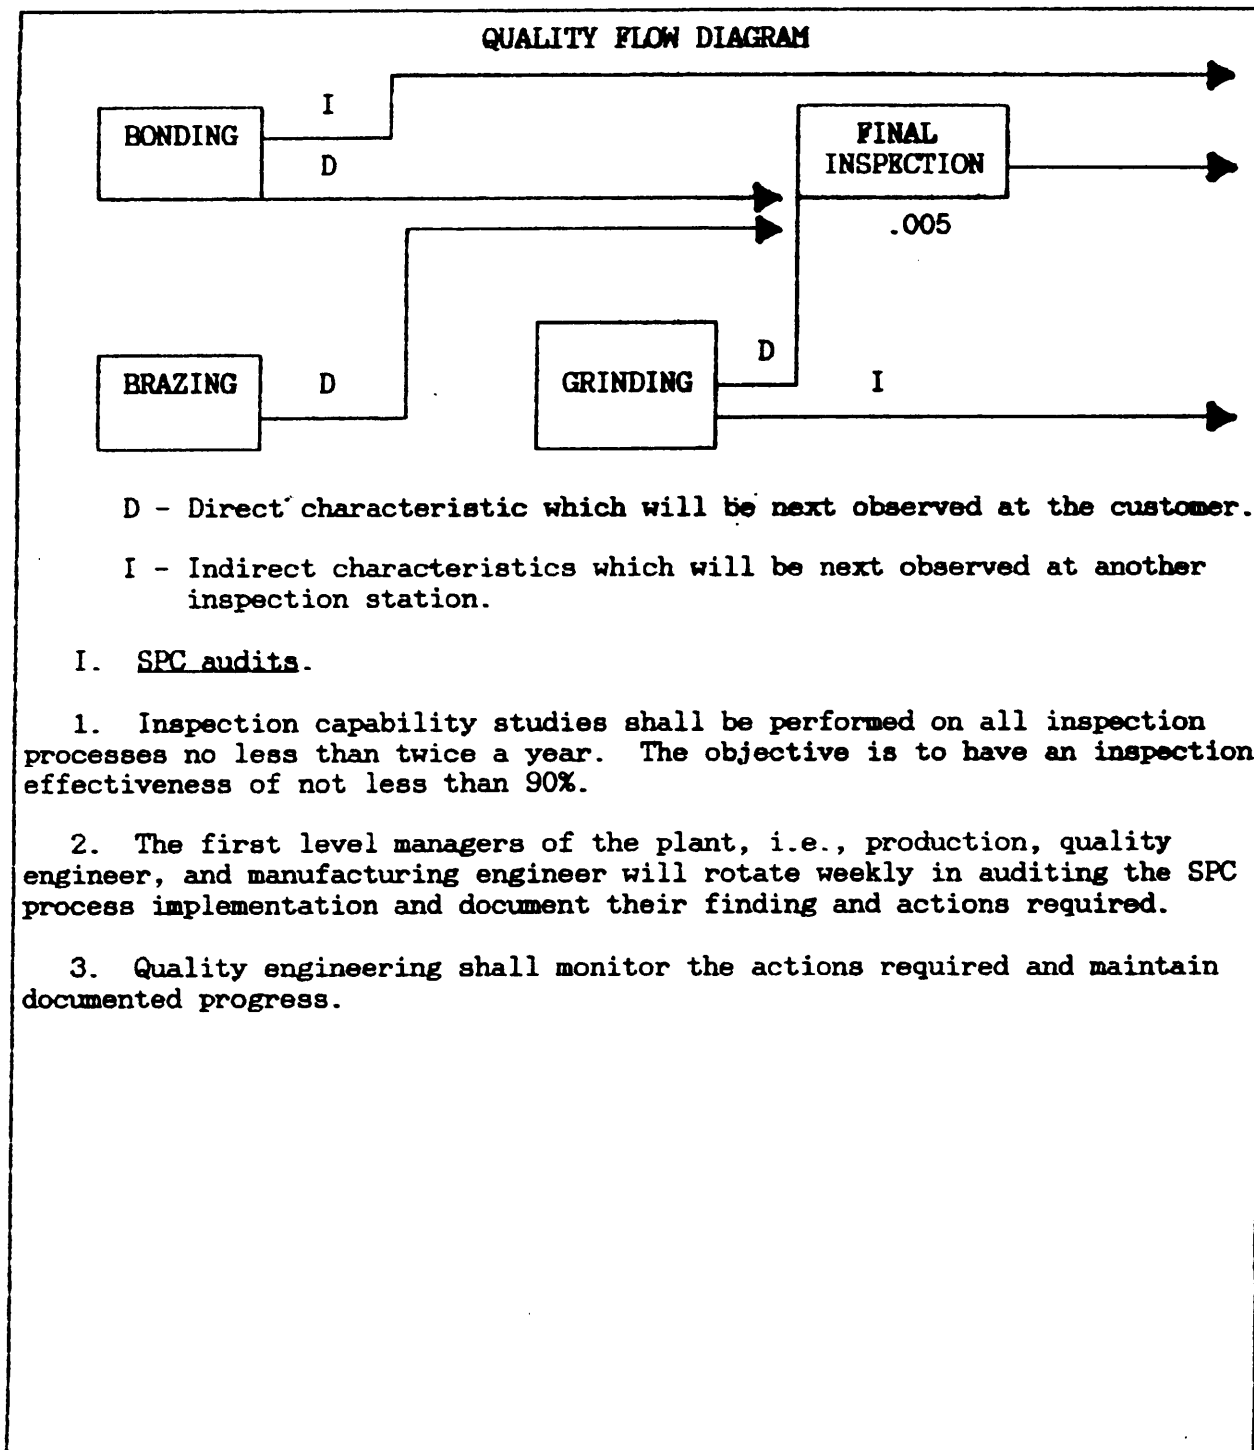 QUALITY FLOW DIAGRAM
I
BONDING
D
FINAL
INSPECTION
.005
D
BRAZING
D
GRINDING
I
D - Direct characteristic which will be next observed at the customer.
I - Indirect characteristics which will be next observed at another
inspection station.
I. SPC audits.
1. Inspection capability studies shall be performed on all inspection
processes no less than twice a year. The objective is to have an inspection
effectiveness of not less than 90%.
2. The first level managers of the plant, i.e., production, quality
engineer, and manufacturing engineer will rotate weekly in auditing the SPC
process implementation and document their finding and actions required.
3. Quality engineering shall monitor the actions required and maintain
documented progress.